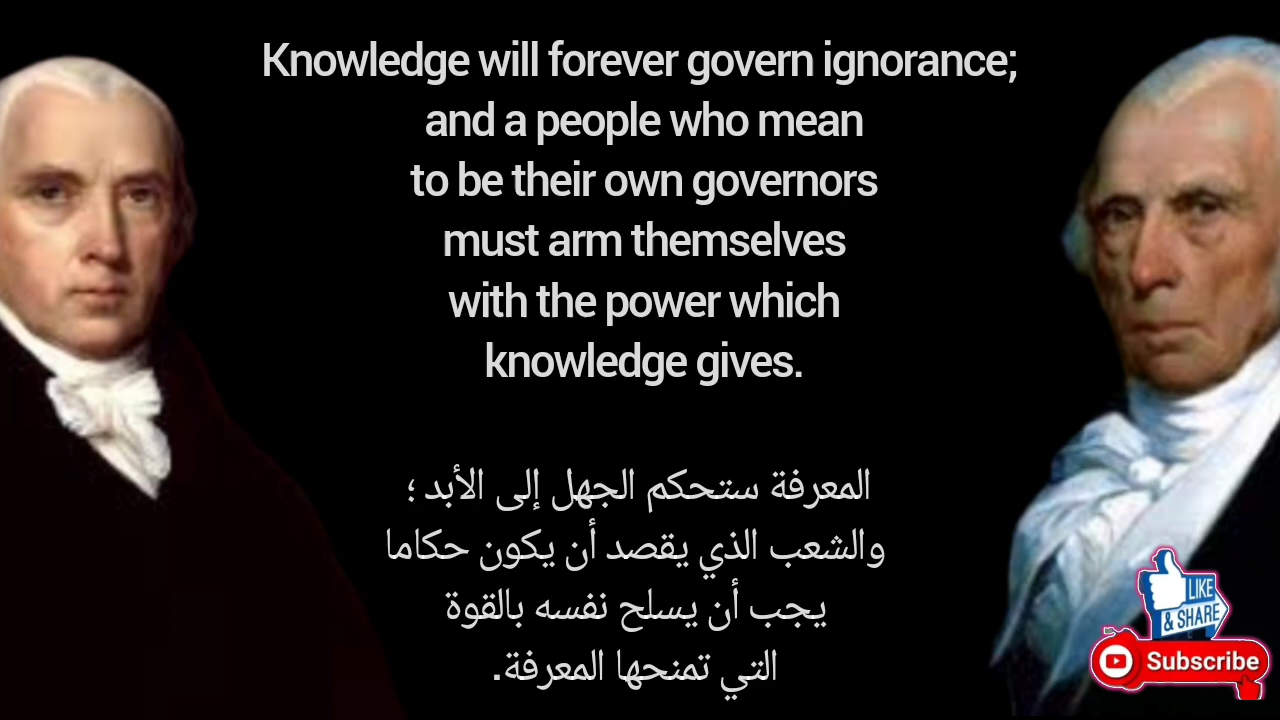 Knowledge will forever govern ignorance;
and a people who mean
to be their own governors
must arm themselves
with the power which
knowledge gives.
المعرفة ستحكم الجهل إلى الأبد ؛
والشعب الذي يقصد أن يكون حكاما
يجب أن يسلح نفسه بالقوة
التي تمنحها المعرفة.
LIKE
& SHARE
Subscribe